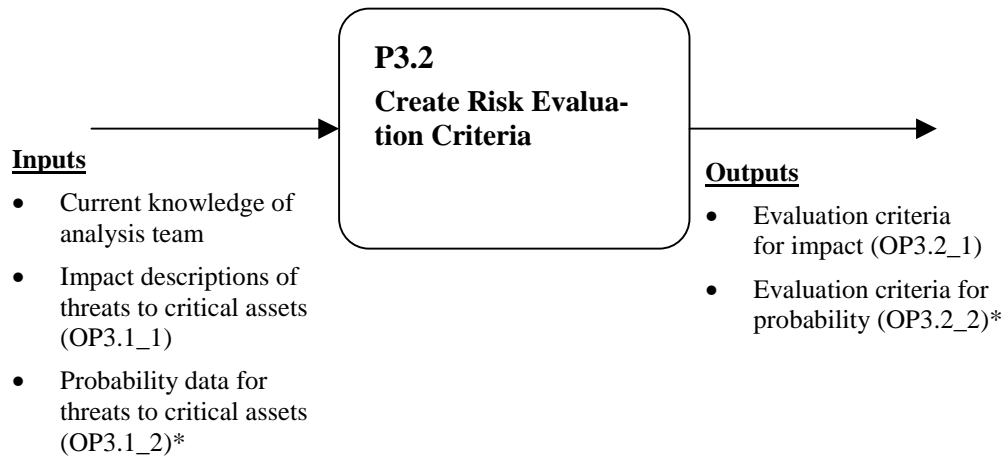 P3.2
Create Risk Evalua-
tion Criteria
Inputs
• Current knowledge of
analysis team
• Impact descriptions of
threats to critical assets
(OP3.1_1)
• Probability data for
threats to critical assets
(OP3.1_2)*
Outputs
• Evaluation criteria
for impact (OP3.2_1)
• Evaluation criteria for
probability (OP3.2_2)*